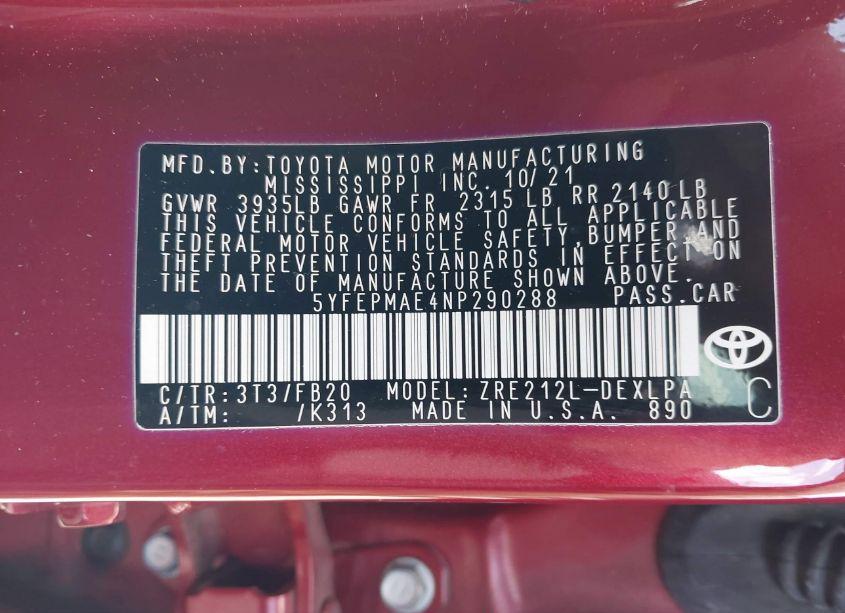 MFD. BY: TOYOTA MOTOR MANUFACTURING
MISSISSIPPI INC. 10/21
GVWR 3935LB GAWR FR 2315 LB RR 2140 LB
THIS VEHICLE CONFORMS TO ALL APPLICABLE
FEDERAL MOTOR VEHICLE SAFETY, BUMPER AND
THEFT PREVENTION STANDARDS IN EFFECT ON
THE DATE OF MANUFACTURE SHOWN ABOVE.
5YFEPMAE4NP290288 PASS.CAR
C/TR: 3T3/FB20 MODEL: ZRE212L-DEXLPA
A/TM: /K313 MADE IN U.S.A. 890
C